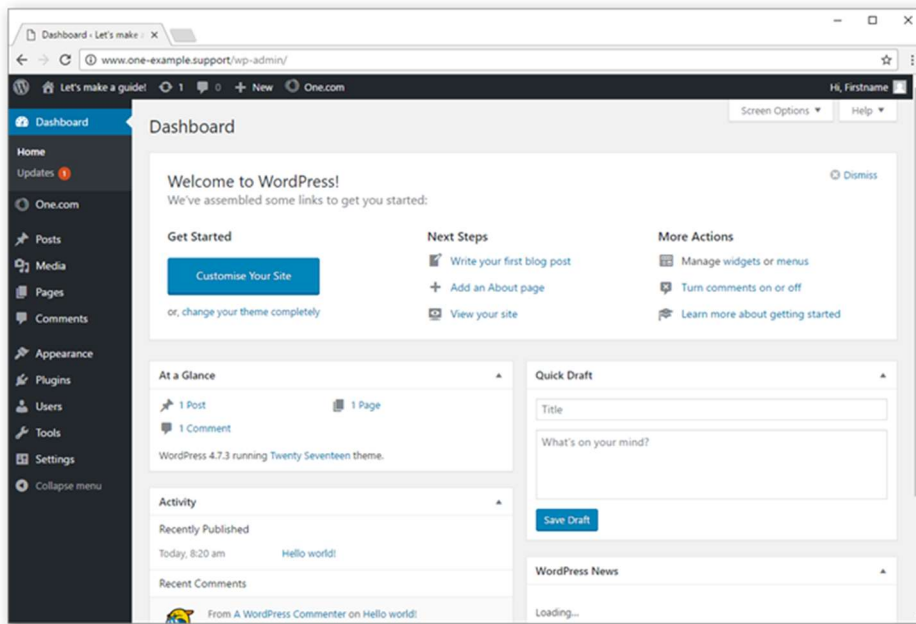 Dashboard ‹ Let's make a
www.one-example.support/wp-admin/
Let's make a guide! 1 0 + New One.com Hi, Firstname
Dashboard
Home
Updates 1
One.com
Posts
Media
Pages
Comments
Appearance
Plugins
Users
Tools
Settings
Collapse menu
Screen Options Help
Dashboard
Welcome to WordPress!
We've assembled some links to get you started:
Dismiss
Get Started
Customise Your Site
or, change your theme completely
Next Steps
Write your first blog post
Add an About page
View your site
More Actions
Manage widgets or menus
Turn comments on or off
Learn more about getting started
At a Glance
1 Post
1 Page
1 Comment
WordPress 4.7.3 running Twenty Seventeen theme.
Activity
Recently Published
Today, 8:20 am Hello world!
Recent Comments
From A WordPress Commenter on Hello world!
Quick Draft
Title
What's on your mind?
Save Draft
WordPress News
Loading...